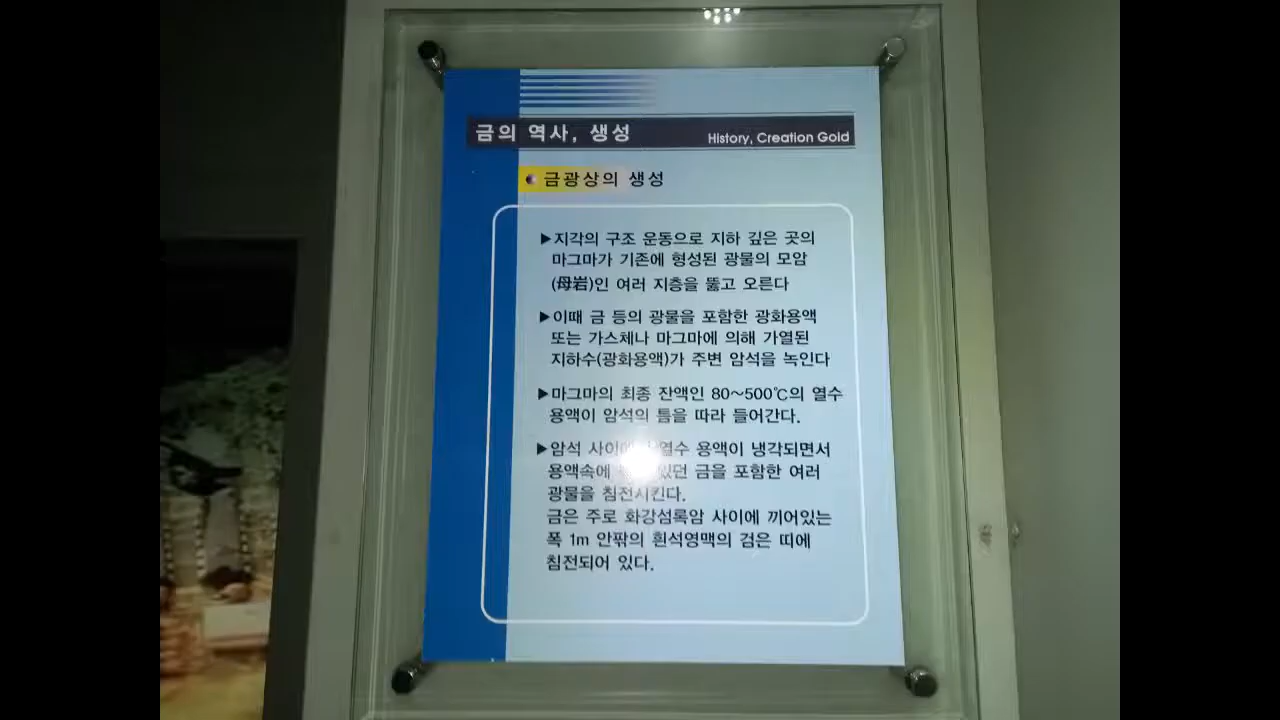 금의 역사, 생성
History, Creation Gold
금광상의 생성
▶지각의 구조 운동으로 지하 깊은 곳의
마그마가 기존에 형성된 광물의 모암
(母岩)인 여러 지층을 뚫고 오른다
▶이때 금 등의 광물을 포함한 광화용액
또는 가스체나 마그마에 의해 가열된
지하수(광화용액)가 주변 암석을 녹인다
▶마그마의 최종 잔액인 80~500℃의 열수
용액이 암석의 틈을 따라 들어간다.
▶암석 사이에 열수 용액이 냉각되면서
용액속에 있던 금을 포함한 여러
광물을 침전시킨다.
금은 주로 화강섬록암 사이에 끼어있는
폭 1m 안팎의 흰석영맥의 검은 띠에
침전되어 있다.